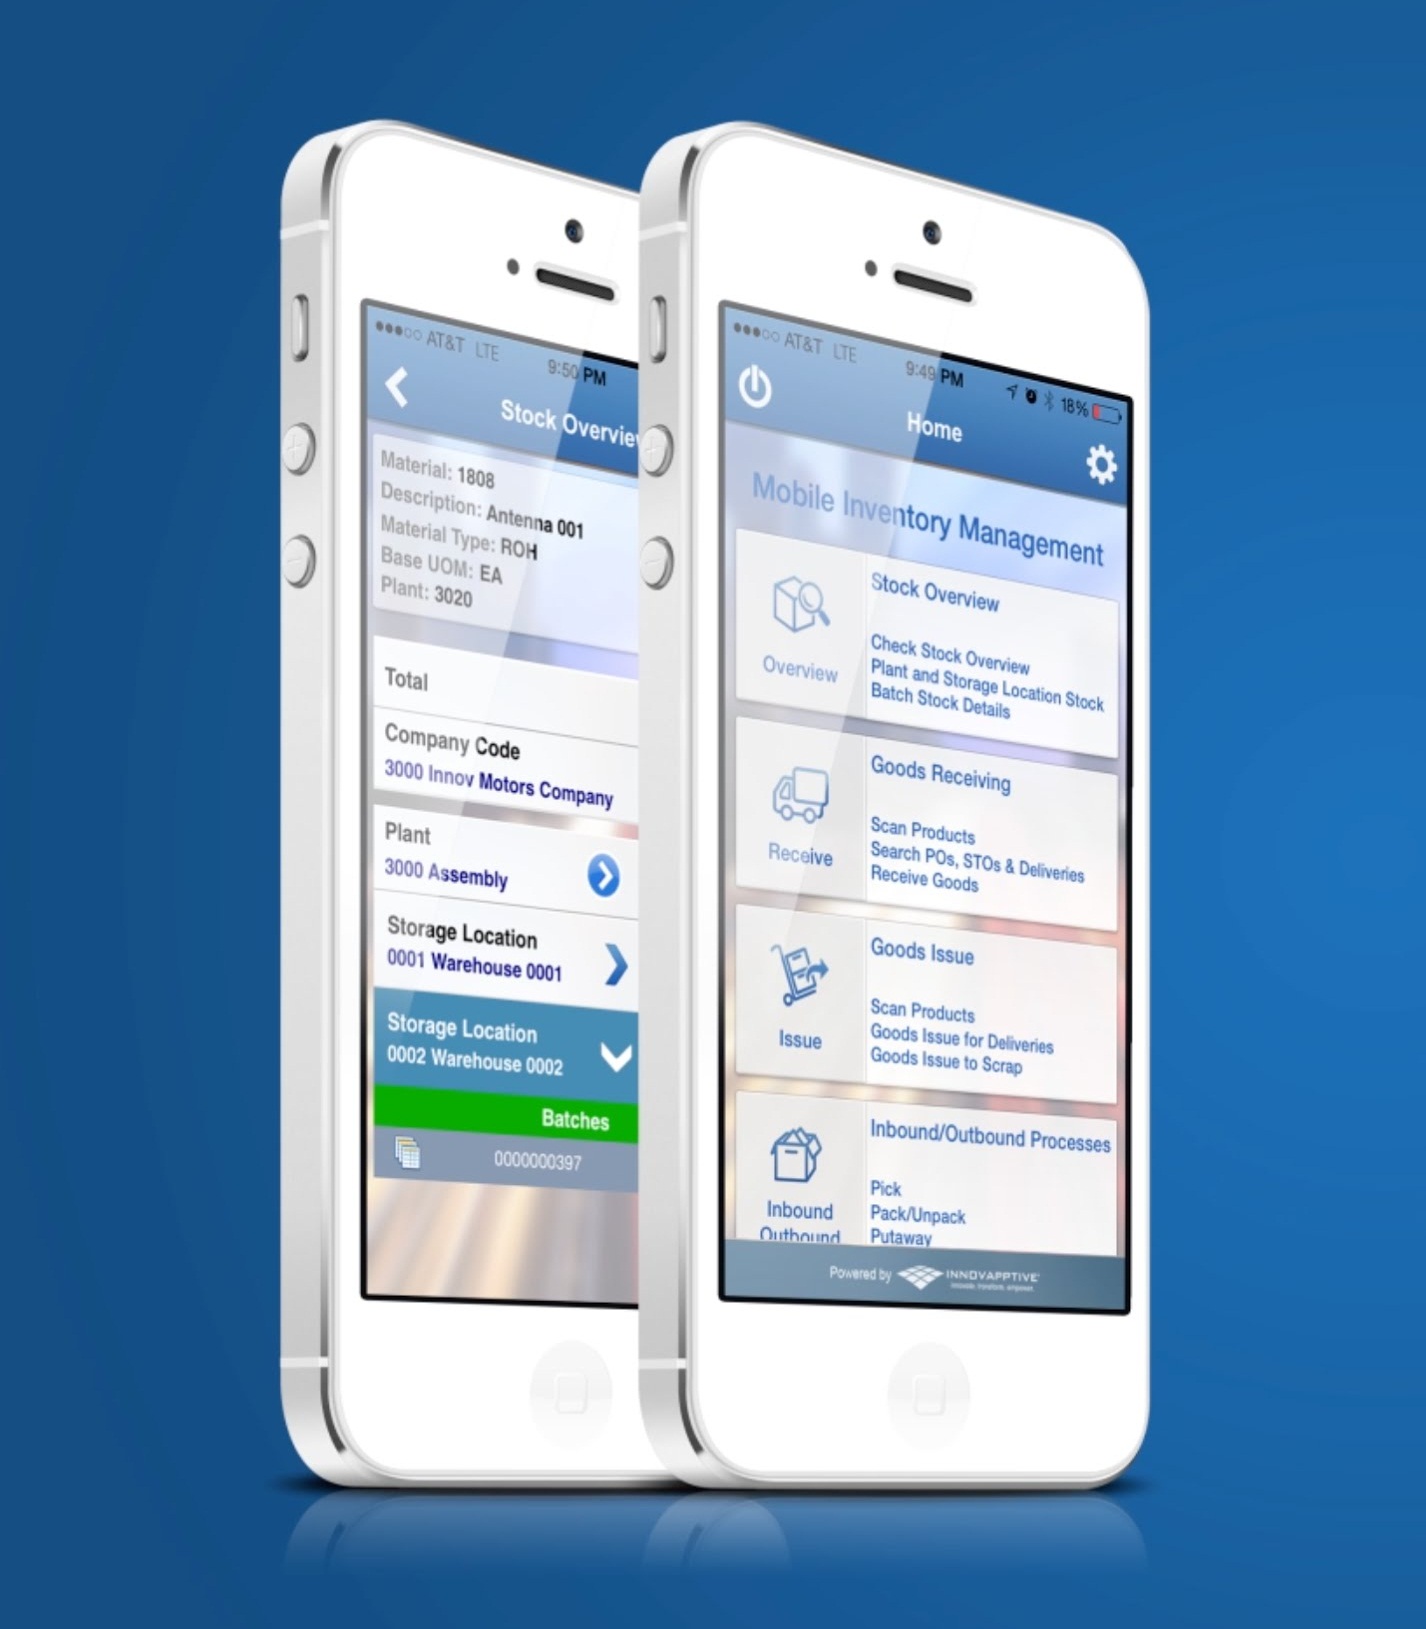 AT&T LTE
9:50 PM
Stock Overview
Material: 1808
Description: Antenna 001
Material Type: ROH
Base UOM: EA
Plant: 3020
Total
Company Code
3000 Innov Motors Company
Plant
3000 Assembly
Storage Location
0001 Warehouse 0001
Storage Location
0002 Warehouse 0002
Batches
0000000397
AT&T LTE
9:49 PM
18%
Home
Mobile Inventory Management
Overview
Stock Overview
Check Stock Overview
Plant and Storage Location Stock
Batch Stock Details
Receive
Goods Receiving
Scan Products
Search POs, STOs & Deliveries
Receive Goods
Issue
Goods Issue
Scan Products
Goods Issue for Deliveries
Goods Issue to Scrap
Inbound
Outbound
Inbound/Outbound Processes
Pick
Pack/Unpack
Putaway
Powered by INNOVAPPTIVE